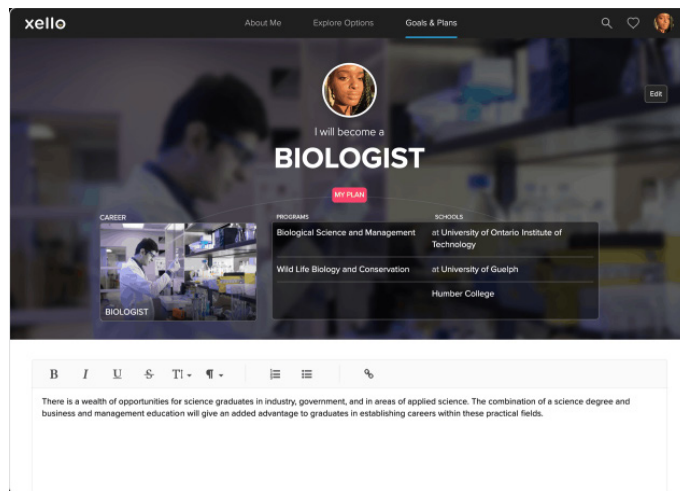 xello
About Me
Explore Options
Goals & Plans
Edit
I will become a
BIOLOGIST
MY PLAN
CAREER
PROGRAMS
SCHOOLS
BIOLOGIST
Biological Science and Management
at University of Ontario Institute of
Technology
Wild Life Biology and Conservation
at University of Guelph
Humber College
B I U S T I ¶
There is a wealth of opportunities for science graduates in industry, government, and in areas of applied science. The combination of a science degree and
business and management education will give an added advantage to graduates in establishing careers within these practical fields.